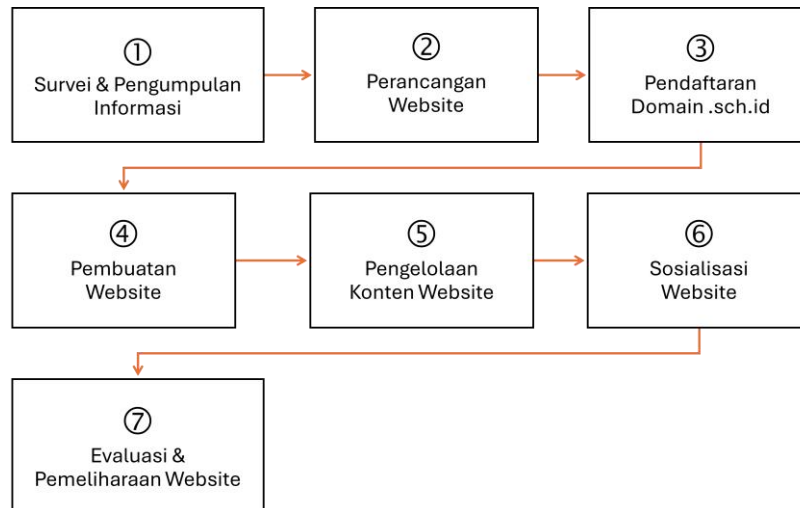 ①
Survei & Pengumpulan
Informasi
②
Perancangan
Website
③
Pendaftaran
Domain .sch.id
④
Pembuatan
Website
⑤
Pengelolaan
Konten Website
⑥
Sosialisasi
Website
⑦
Evaluasi &
Pemeliharaan Website